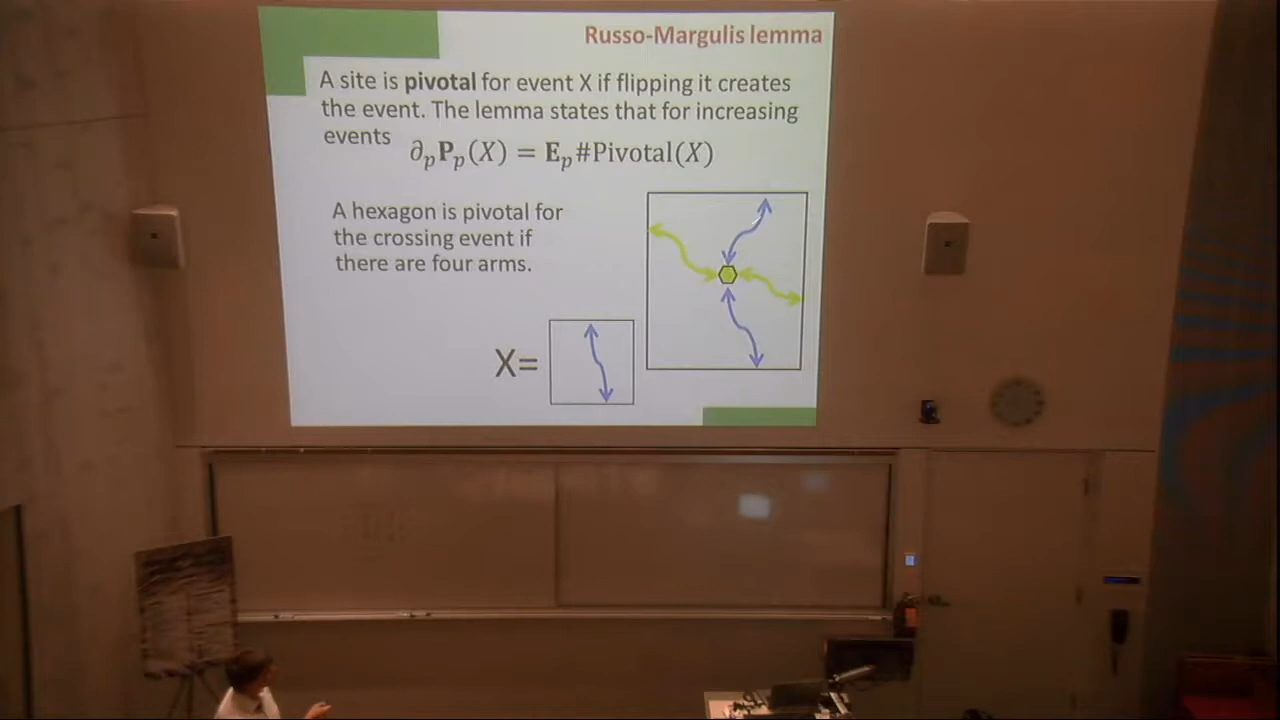 Russo-Margulis lemma
A site is pivotal for event X if flipping it creates
the event. The lemma states that for increasing
events
∂ₚ𝐏ₚ(X) = 𝐄ₚ#Pivotal(X)
A hexagon is pivotal for
the crossing event if
there are four arms.
X=